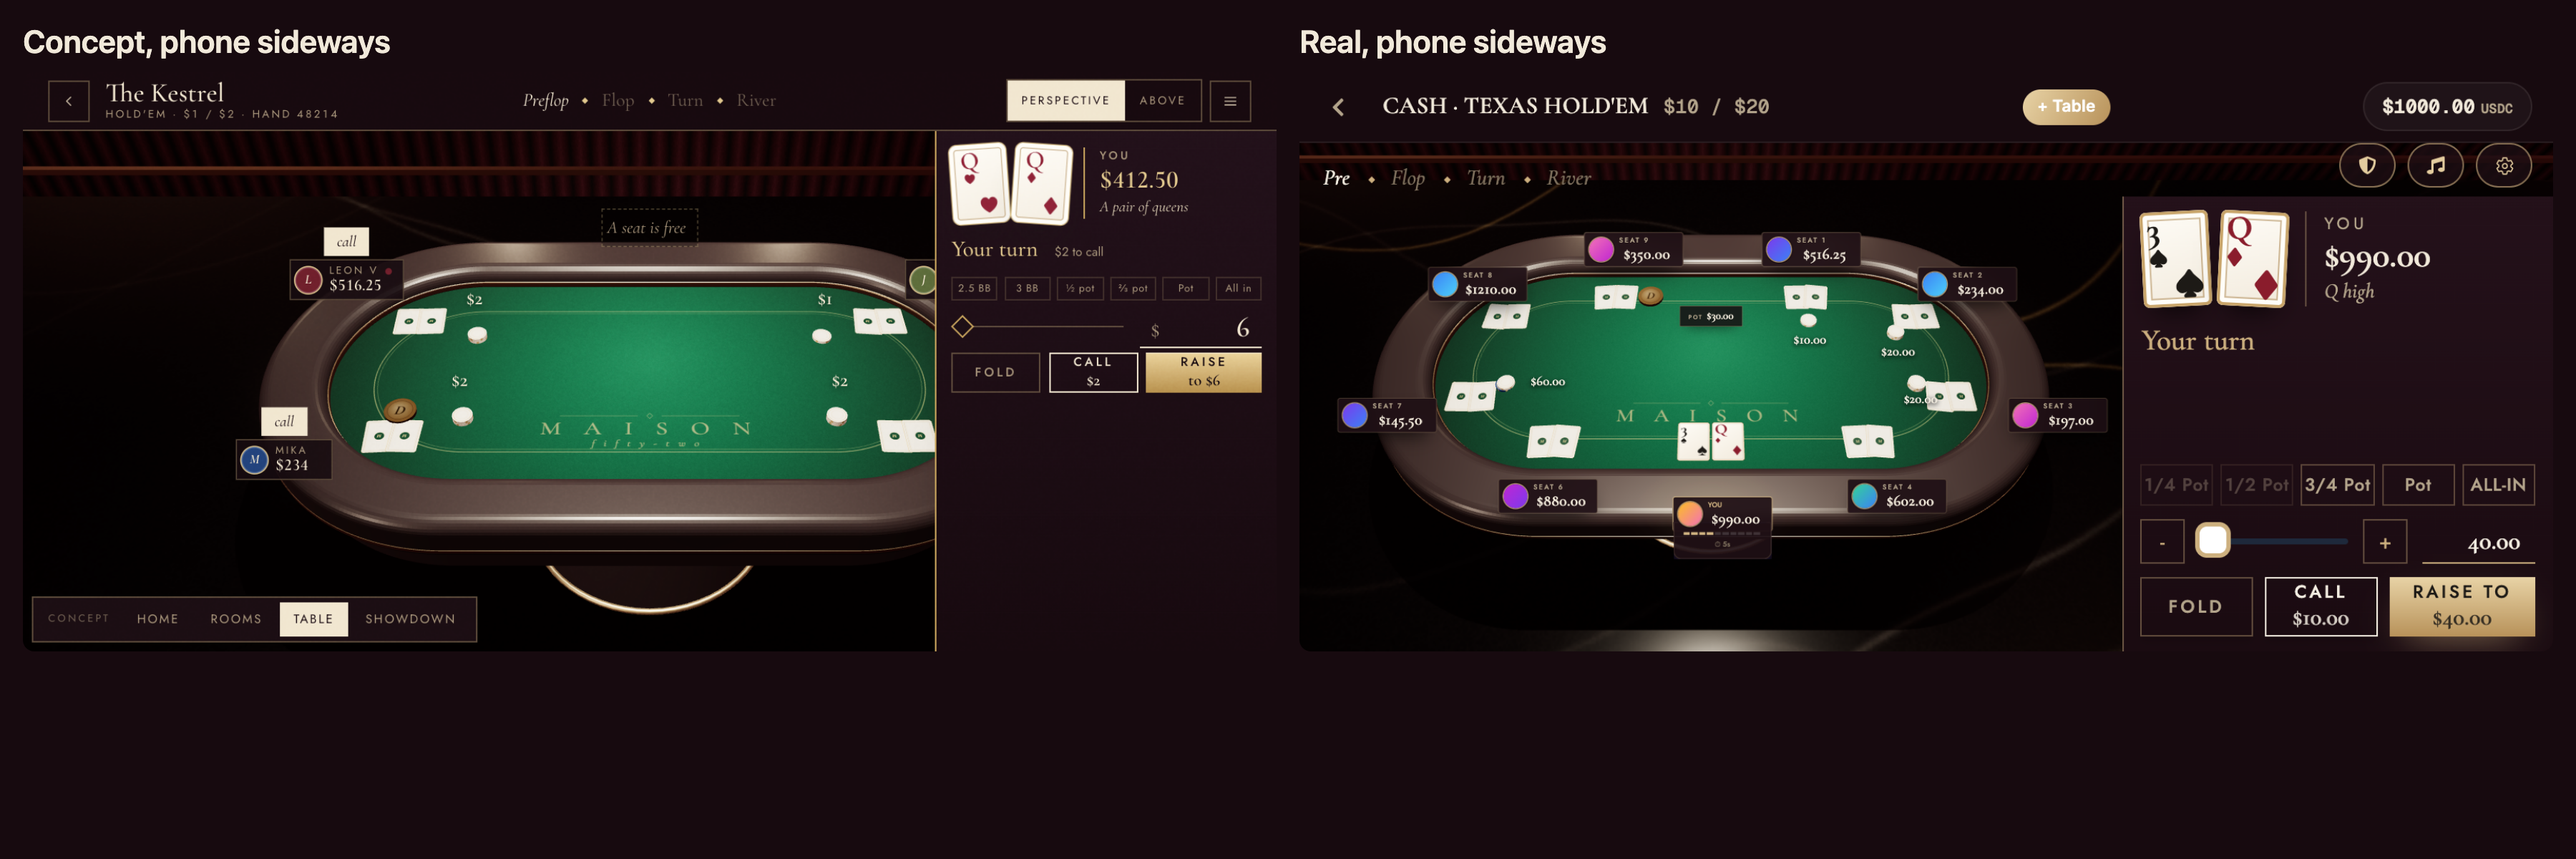 Concept, phone sideways
The Kestrel
HOLD'EM · $1 / $2 · HAND 48214
Preflop ◆ Flop ◆ Turn ◆ River
PERSPECTIVE ABOVE
A seat is free
call
L LEON V
$516.25
J
$2
$1
$2
$2
D
call
M MIKA
$234
MAISON
fifty-two
Q Q
YOU
$412.50
A pair of queens
Your turn $2 to call
2.5 BB 3 BB ½ pot ⅔ pot Pot All in
$ 6
FOLD
CALL
$2
RAISE
to $6
CONCEPT HOME ROOMS TABLE SHOWDOWN
Real, phone sideways
CASH · TEXAS HOLD'EM $10 / $20
+ Table
$1000.00 USDC
Pre ◆ Flop ◆ Turn ◆ River
SEAT 9
$350.00
SEAT 1
$516.25
SEAT 8
$1210.00
SEAT 2
$234.00
D
POT $30.00
$10.00
$20.00
$60.00
$20.00
SEAT 7
$145.50
SEAT 3
$197.00
MAISON
3 Q
SEAT 6
$880.00
SEAT 4
$602.00
YOU
$990.00
5s
3 Q
YOU
$990.00
Q high
Your turn
1/4 Pot 1/2 Pot 3/4 Pot Pot ALL-IN
- + 40.00
FOLD
CALL
$10.00
RAISE TO
$40.00